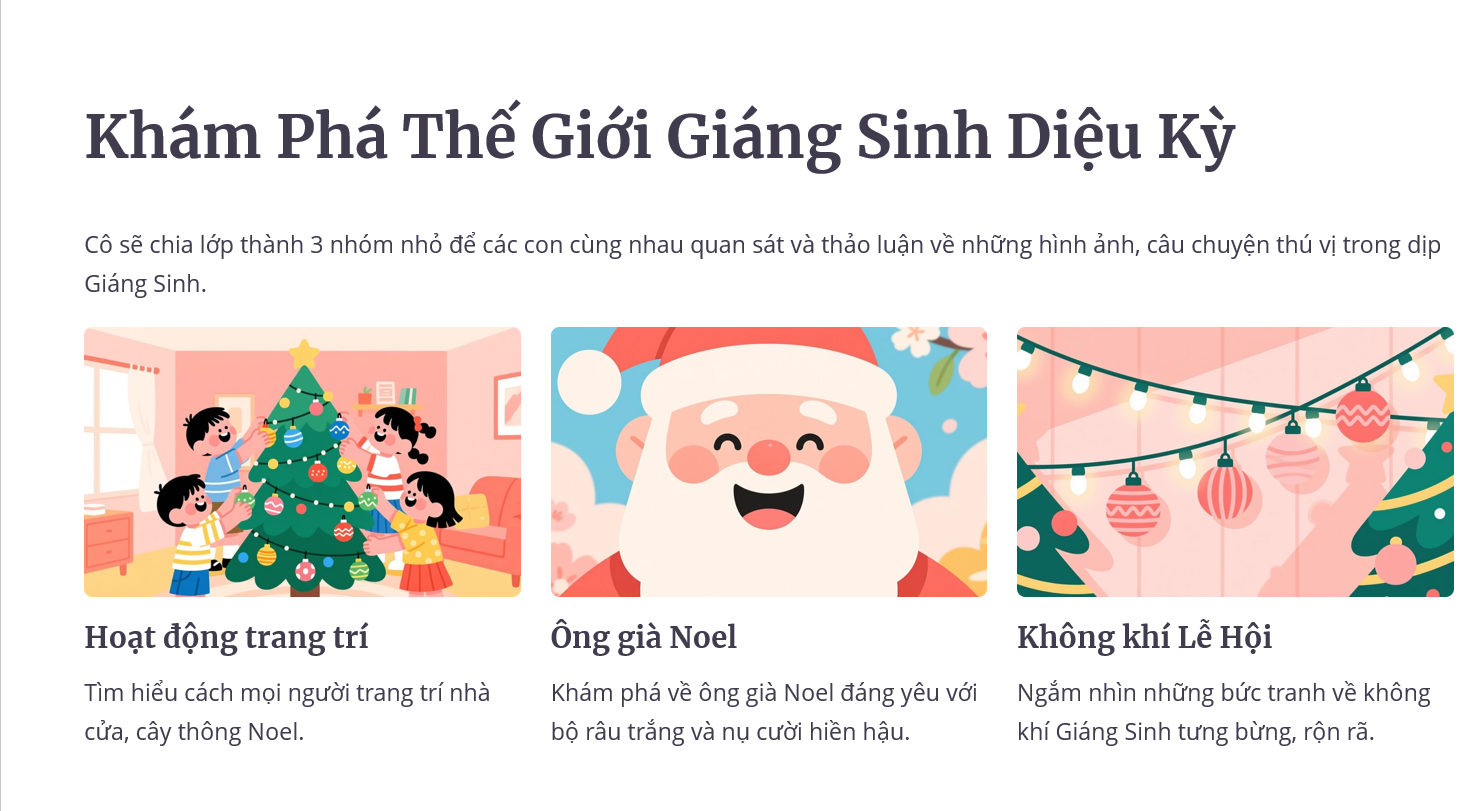 Khám Phá Thế Giới Giáng Sinh Diệu Kỳ
Cô sẽ chia lớp thành 3 nhóm nhỏ để các con cùng nhau quan sát và thảo luận về những hình ảnh, câu chuyện thú vị trong dịp
Giáng Sinh.
Hoạt động trang trí
Tìm hiểu cách mọi người trang trí nhà
cửa, cây thông Noel.
Ông già Noel
Khám phá về ông già Noel đáng yêu với
bộ râu trắng và nụ cười hiền hậu.
Không khí Lễ Hội
Ngắm nhìn những bức tranh về không
khí Giáng Sinh tưng bừng, rộn rã.